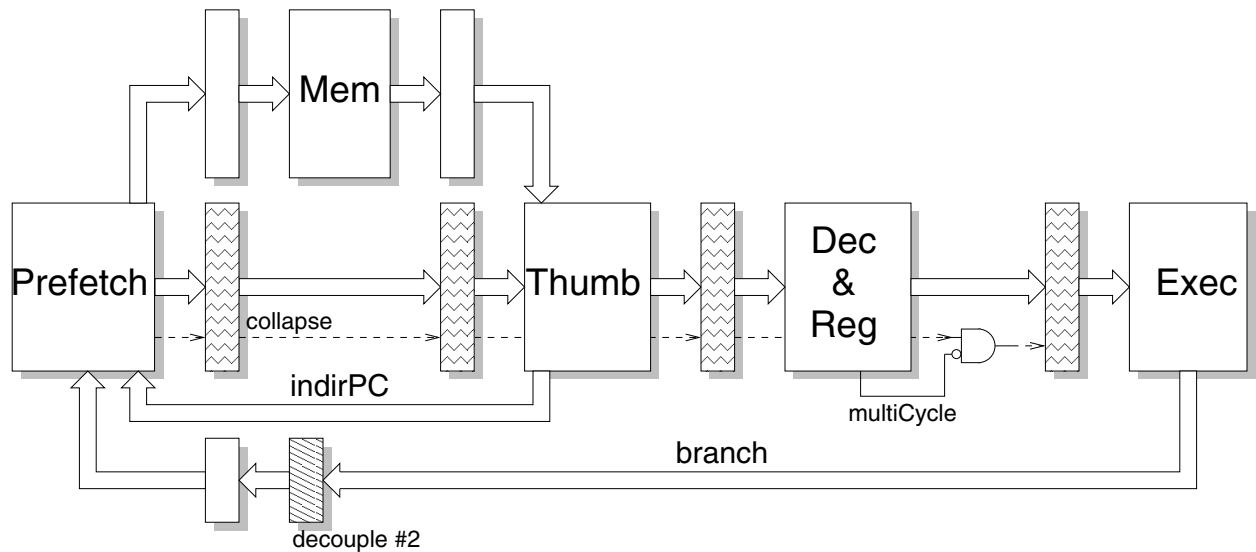 Mem
Prefetch
Thumb
Dec
&
Reg
Exec
collapse
indirPC
multiCycle
branch
decouple #2